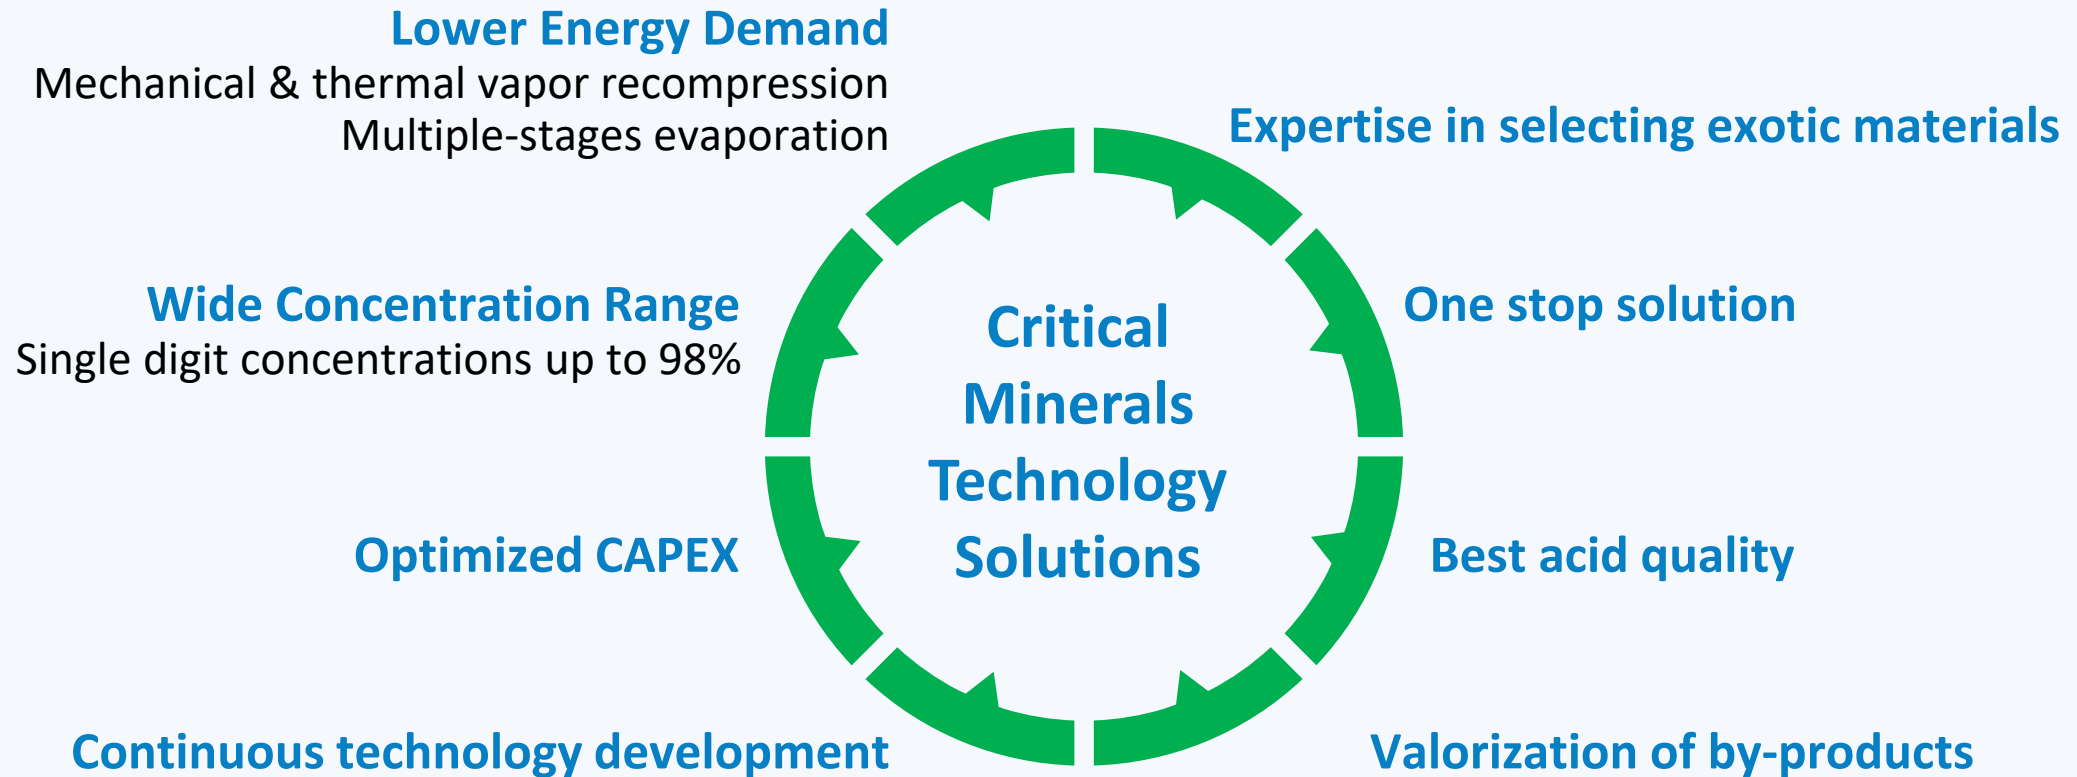 Lower Energy Demand
Mechanical & thermal vapor recompression
Multiple-stages evaporation
Expertise in selecting exotic materials
Wide Concentration Range
Single digit concentrations up to 98%
One stop solution
Critical
Minerals
Technology
Solutions
Optimized CAPEX
Best acid quality
Continuous technology development
Valorization of by-products